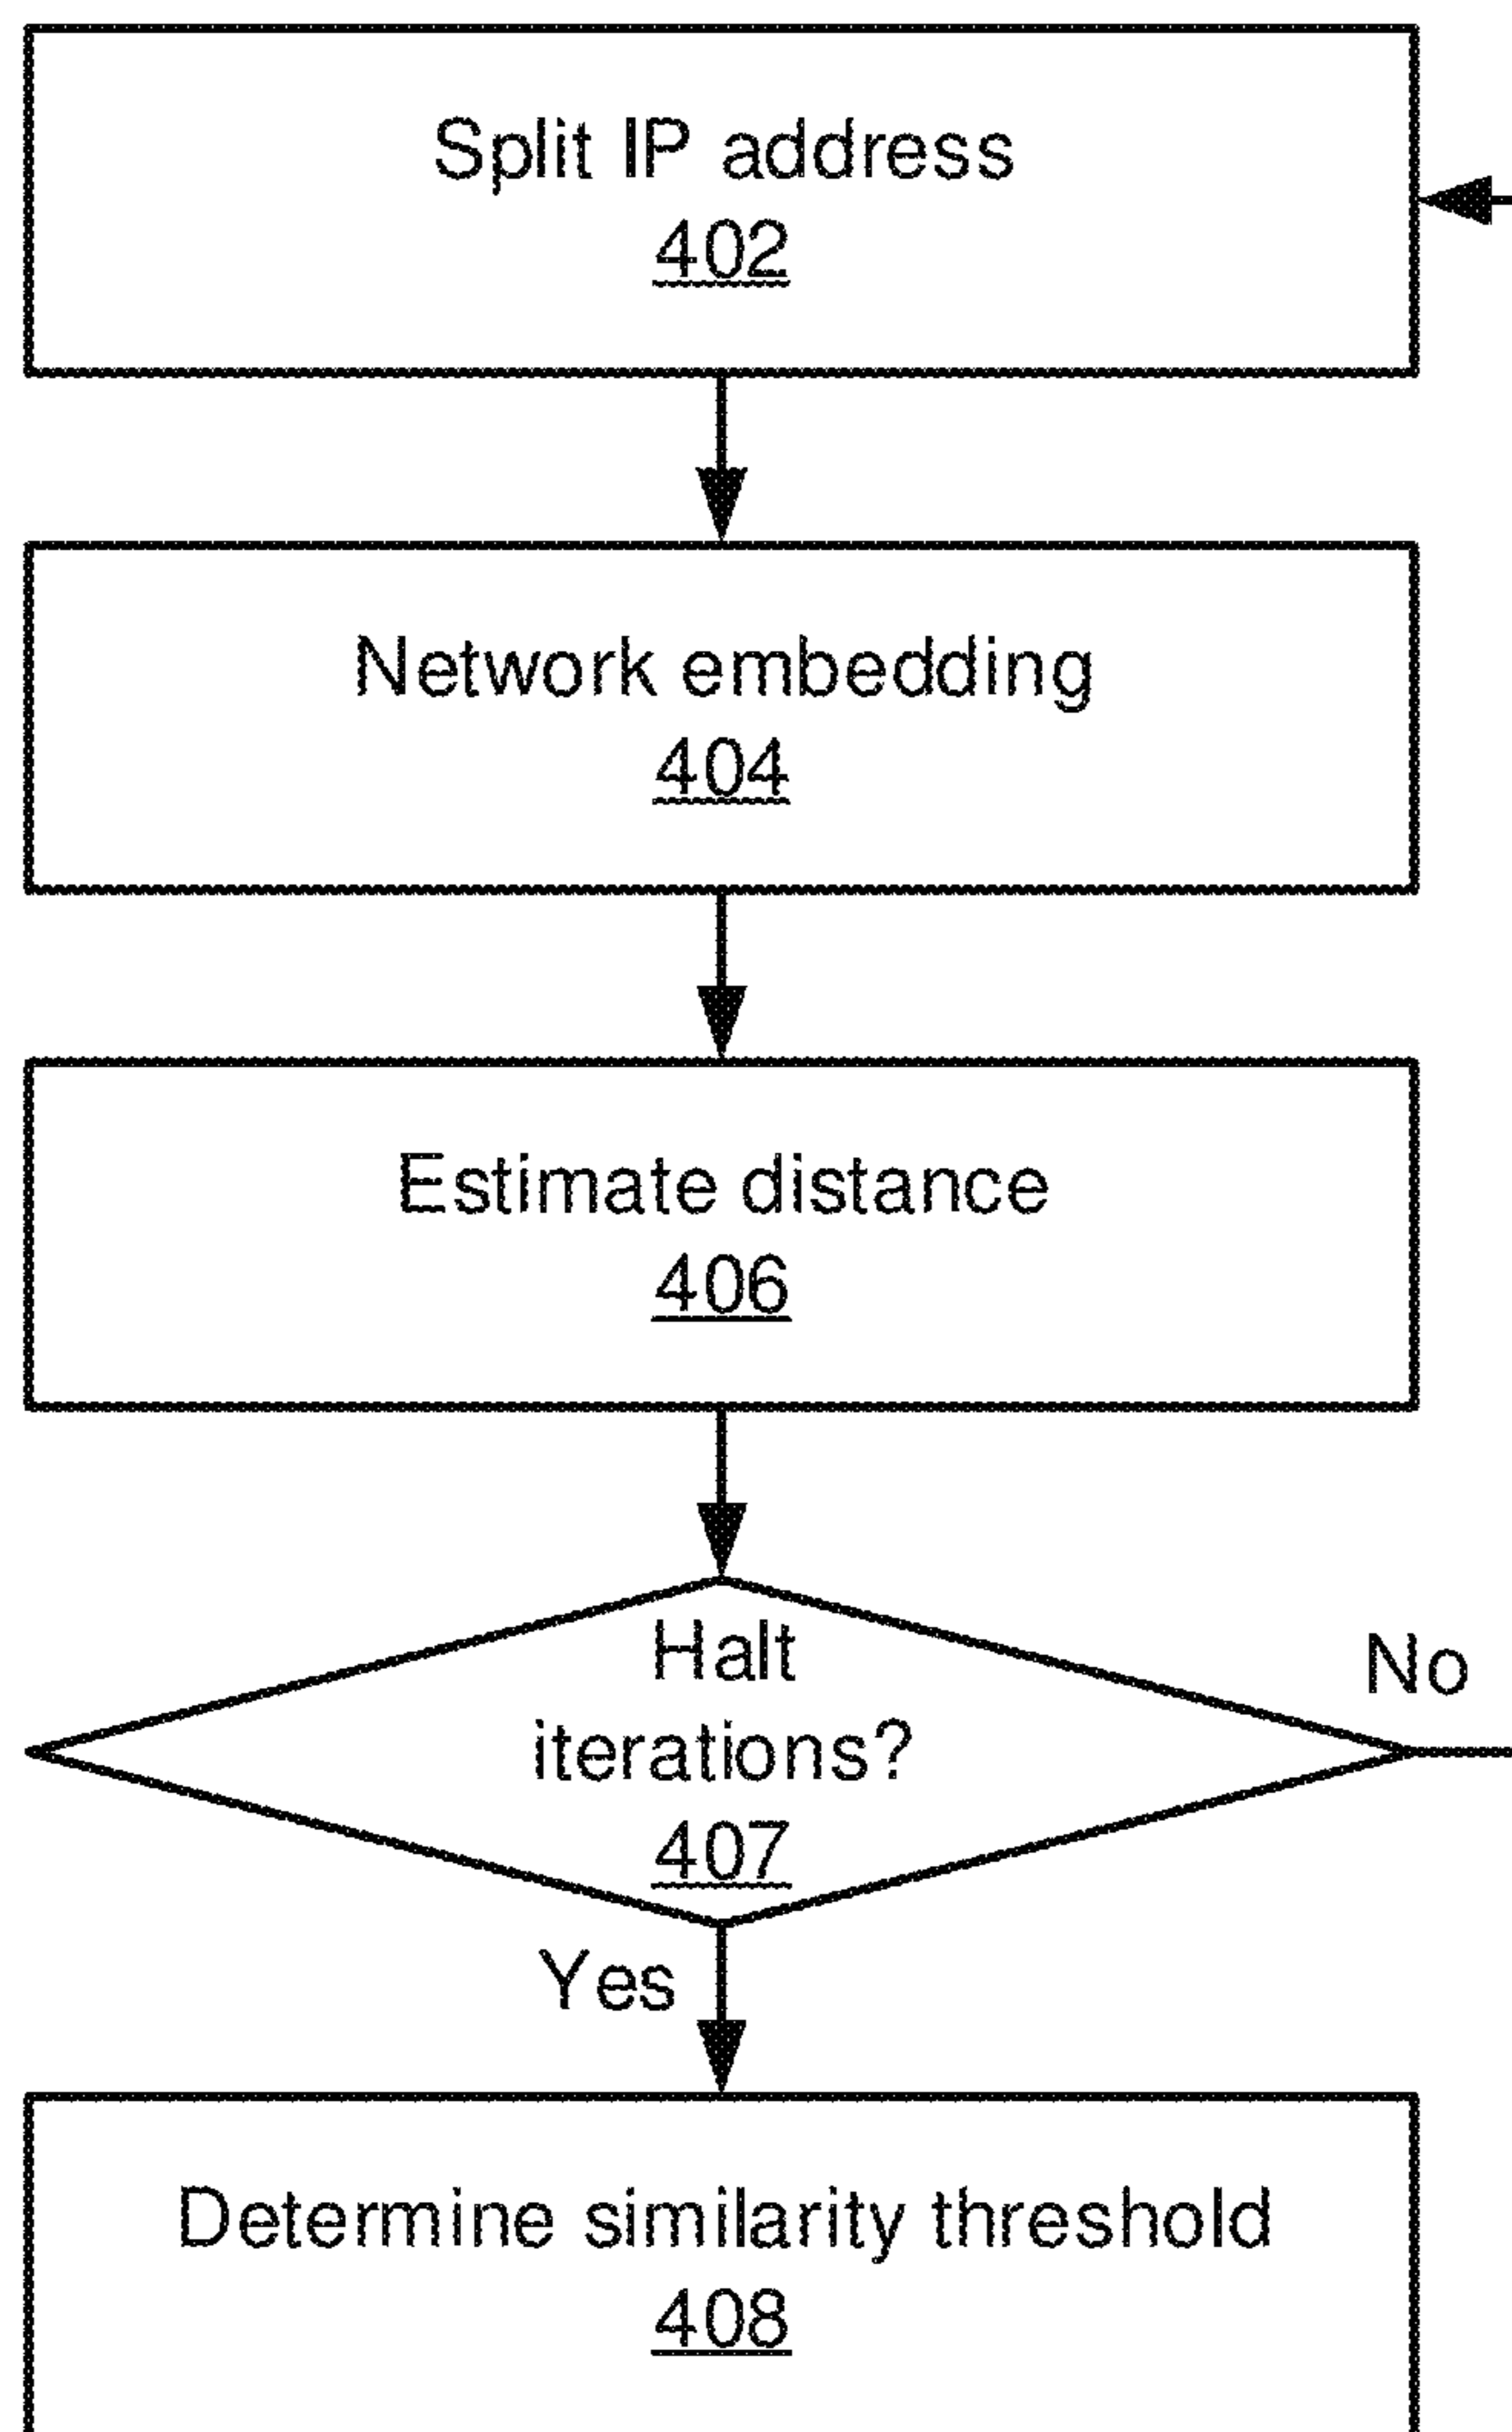 Split IP address
402
Network embedding
404
Estimate distance
406
Halt
iterations?
407
No
Yes
Determine similarity threshold
408